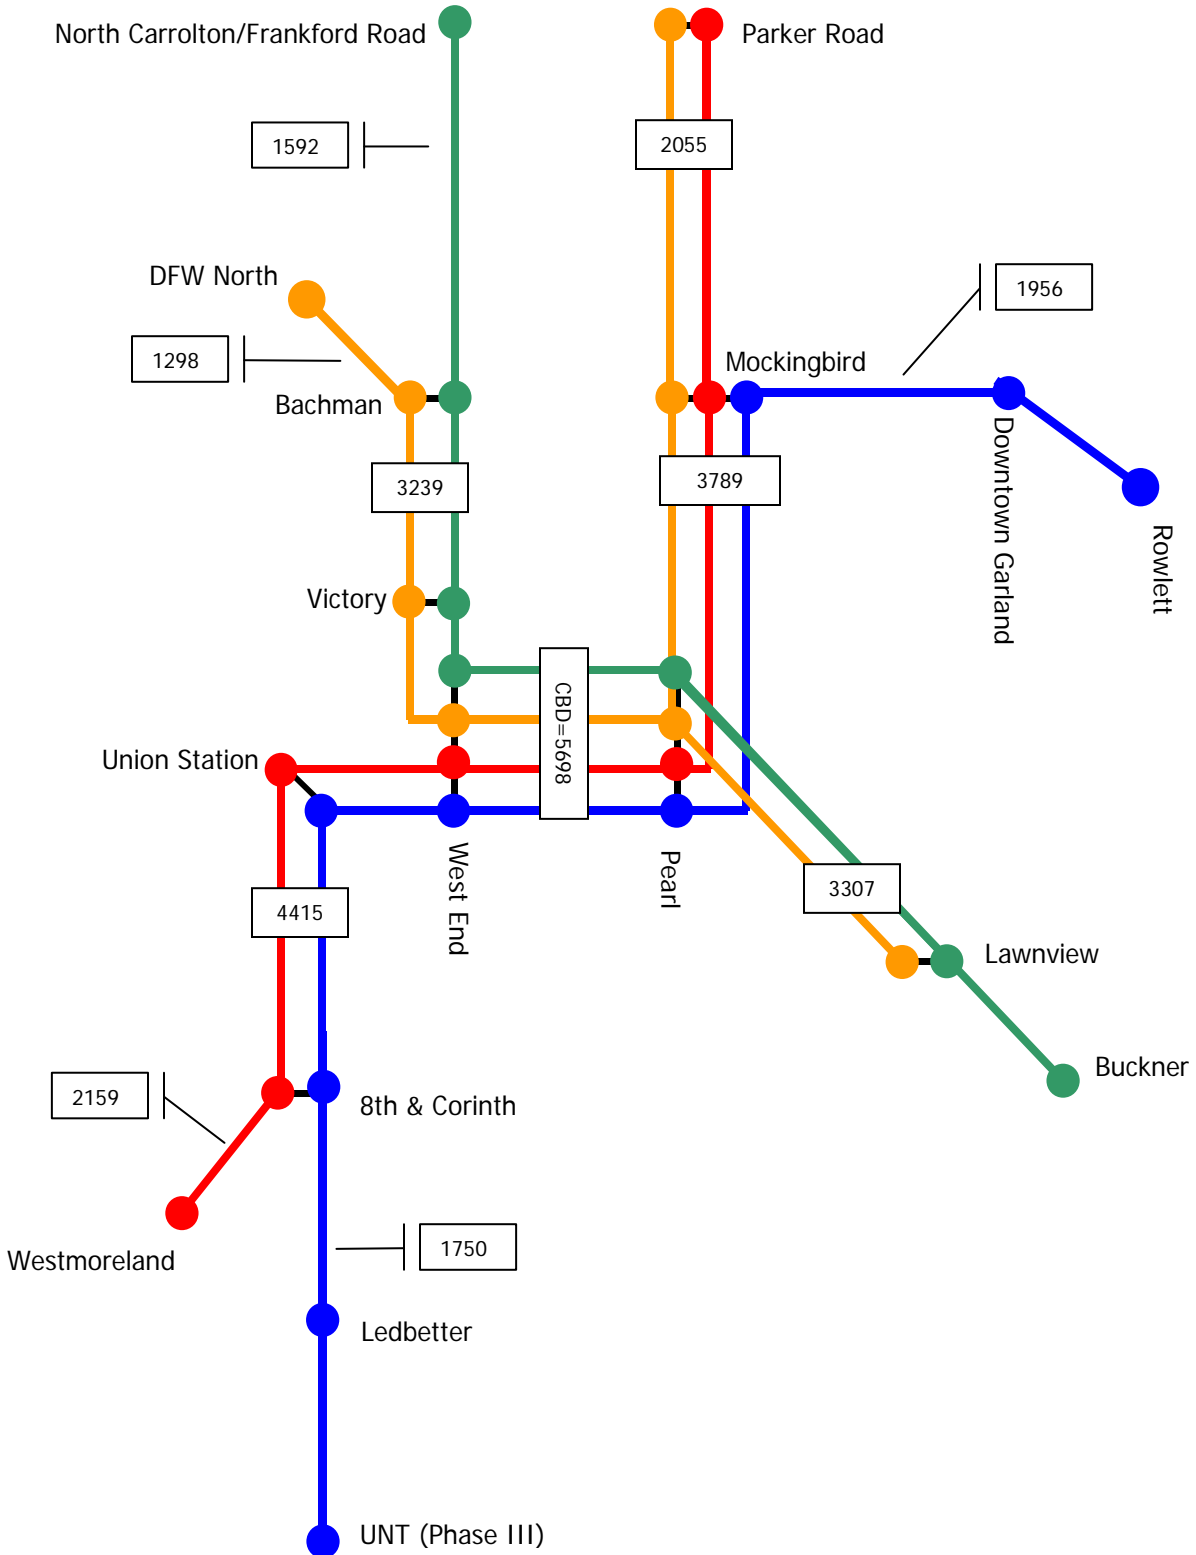 North Carrolton/Frankford Road
Parker Road
1592
2055
DFW North
1956
1298
Mockingbird
Bachman
Downtown Garland
3239
3789
Rowlett
Victory
CBD=5698
Union Station
West End
Pearl
3307
4415
Lawnview
Buckner
2159
8th & Corinth
Westmoreland
1750
Ledbetter
UNT (Phase III)